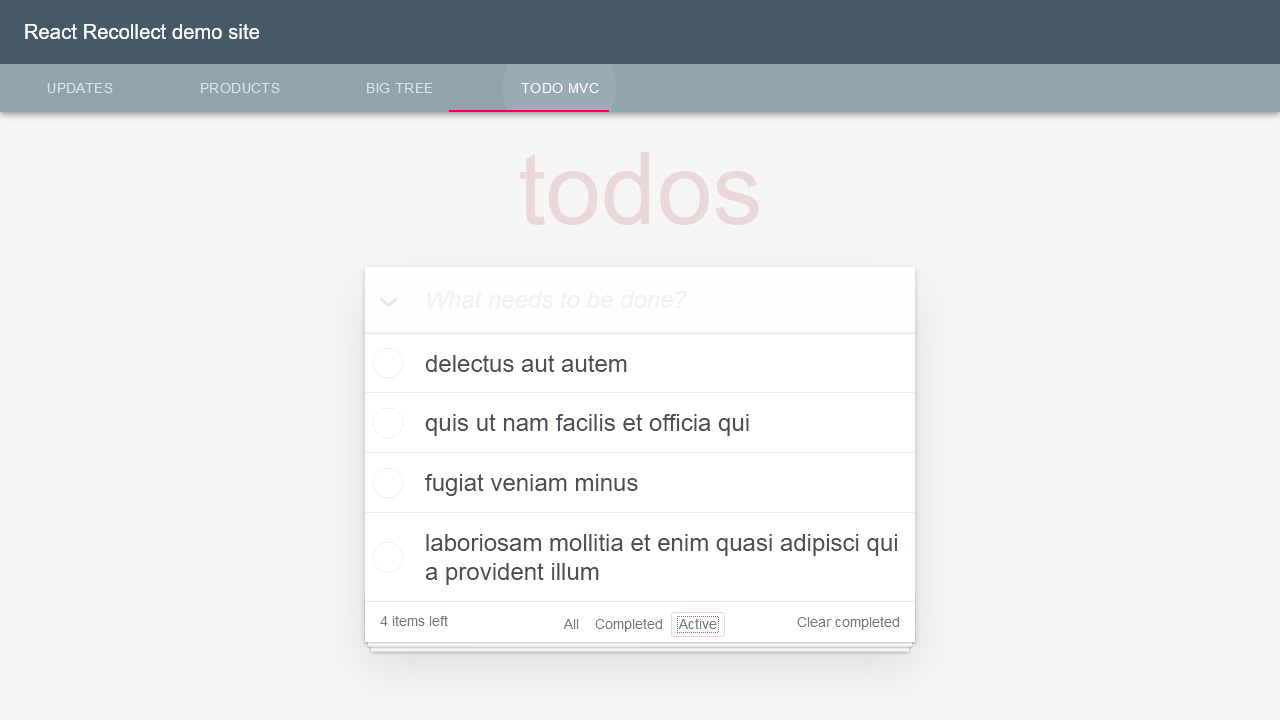 React Recollect demo site
UPDATES PRODUCTS BIG TREE TODO MVC
todos
What needs to be done?
delectus aut autem
quis ut nam facilis et officia qui
fugiat veniam minus
laboriosam mollitia et enim quasi adipisci qui
a provident illum
4 items left All Completed Active Clear completed